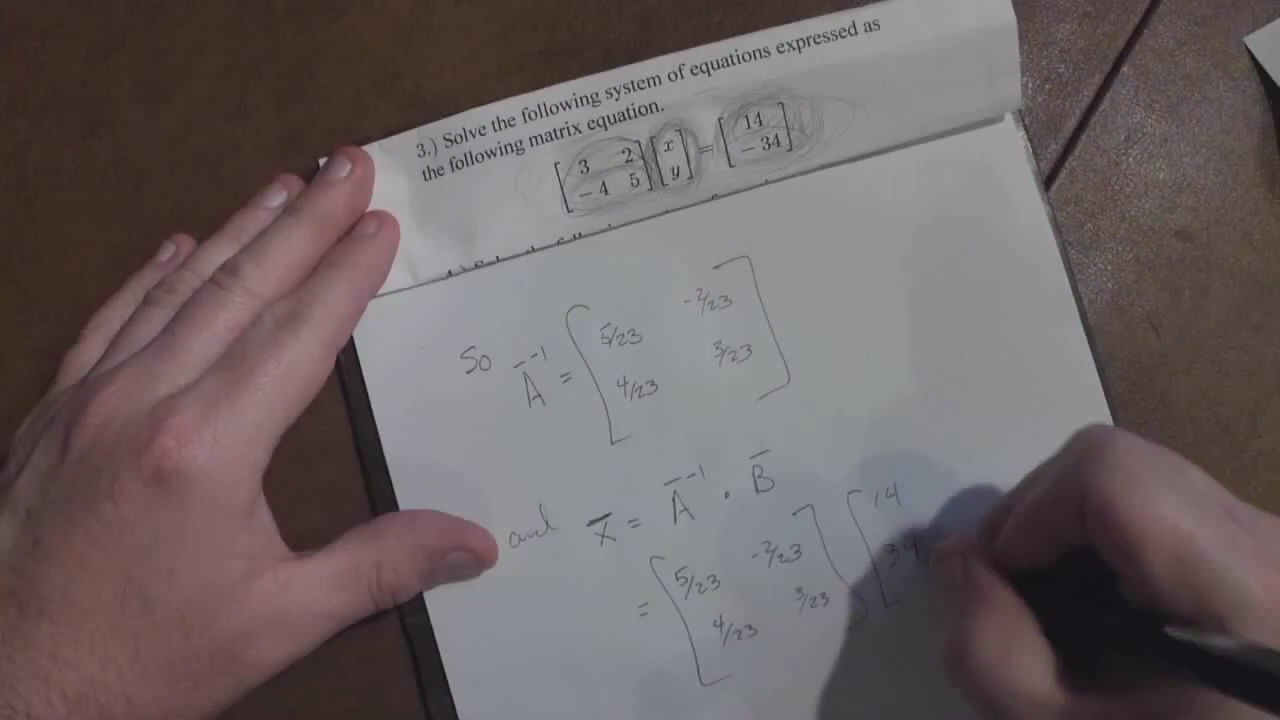 3.) Solve the following system of equations expressed as
the following matrix equation.
[3 2] [x] = [14]
[-4 5] [y] [-34]
So A̅⁻¹ = [5/23 -2/23]
[4/23 3/23]
and X̅ = A̅⁻¹ · B̅
= [5/23 -2/23] [14
[4/23 3/23] [34